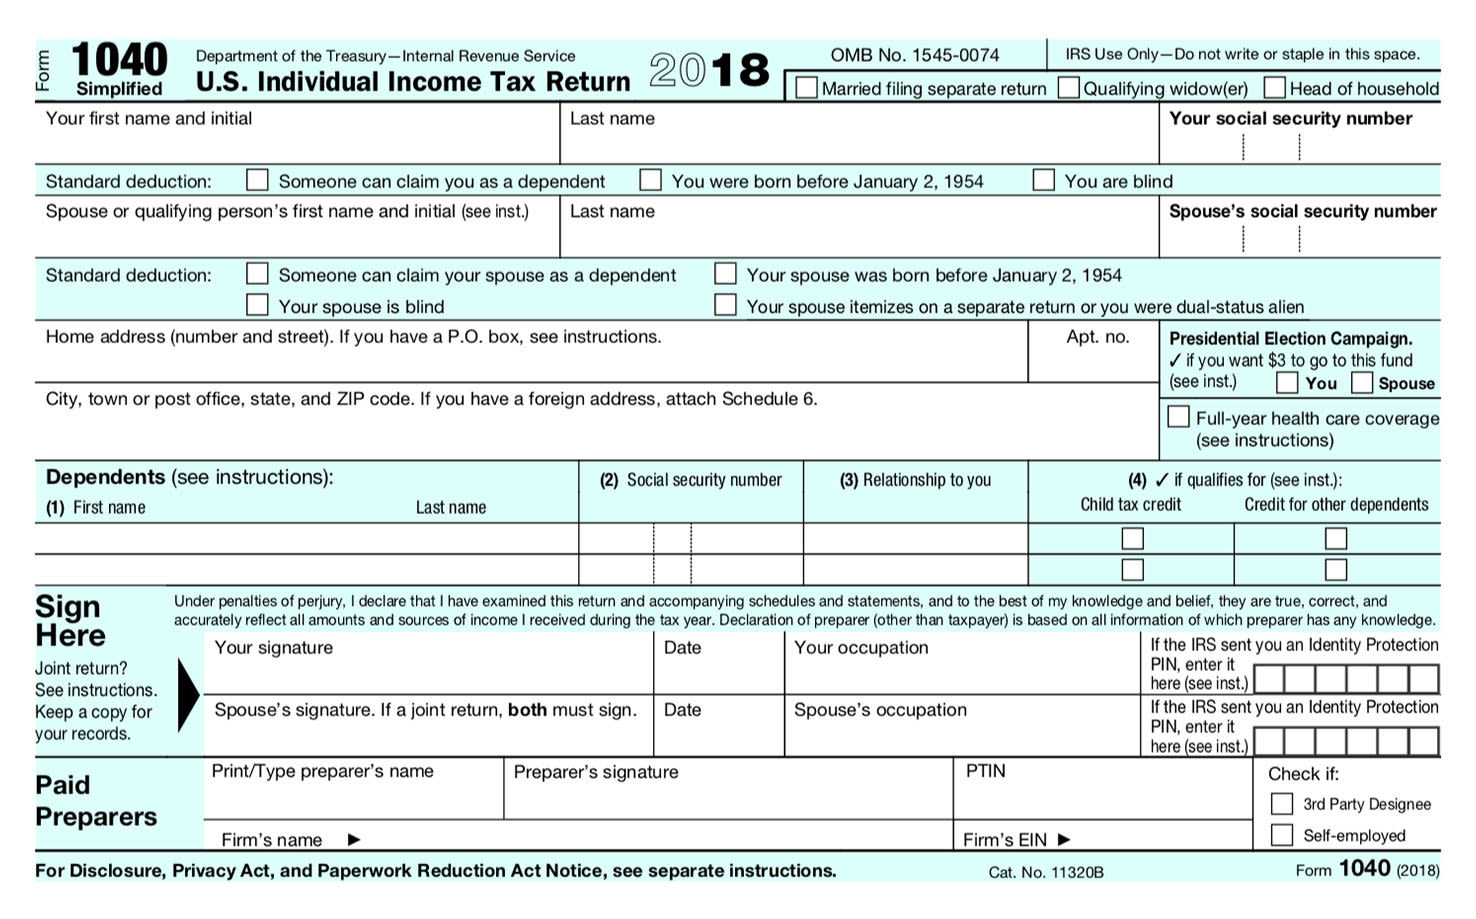 Form 1040 Simplified Department of the Treasury—Internal Revenue Service
U.S. Individual Income Tax Return 2018
OMB No. 1545-0074
IRS Use Only—Do not write or staple in this space.
Married filing separate return Qualifying widow(er) Head of household
Your first name and initial Last name Your social security number
Standard deduction: Someone can claim you as a dependent You were born before January 2, 1954 You are blind
Spouse or qualifying person's first name and initial (see inst.) Last name Spouse's social security number
Standard deduction: Someone can claim your spouse as a dependent Your spouse was born before January 2, 1954
Your spouse is blind Your spouse itemizes on a separate return or you were dual-status alien
Home address (number and street). If you have a P.O. box, see instructions. Apt. no.
Presidential Election Campaign.
✓ if you want $3 to go to this fund
(see inst.) You Spouse
City, town or post office, state, and ZIP code. If you have a foreign address, attach Schedule 6.
Full-year health care coverage
(see instructions)
Dependents (see instructions): (2) Social security number (3) Relationship to you (4) ✓ if qualifies for (see inst.):
(1) First name Last name Child tax credit Credit for other dependents
Sign
Here
Under penalties of perjury, I declare that I have examined this return and accompanying schedules and statements, and to the best of my knowledge and belief, they are true, correct, and
accurately reflect all amounts and sources of income I received during the tax year. Declaration of preparer (other than taxpayer) is based on all information of which preparer has any knowledge.
Joint return?
See instructions.
Keep a copy for
your records.
Your signature Date Your occupation
If the IRS sent you an Identity Protection
PIN, enter it
here (see inst.)
Spouse's signature. If a joint return, both must sign. Date Spouse's occupation
If the IRS sent you an Identity Protection
PIN, enter it
here (see inst.)
Paid
Preparers
Print/Type preparer's name Preparer's signature PTIN Check if:
3rd Party Designee
Firm's name ▶ Firm's EIN ▶ Self-employed
For Disclosure, Privacy Act, and Paperwork Reduction Act Notice, see separate instructions. Cat. No. 11320B Form 1040 (2018)